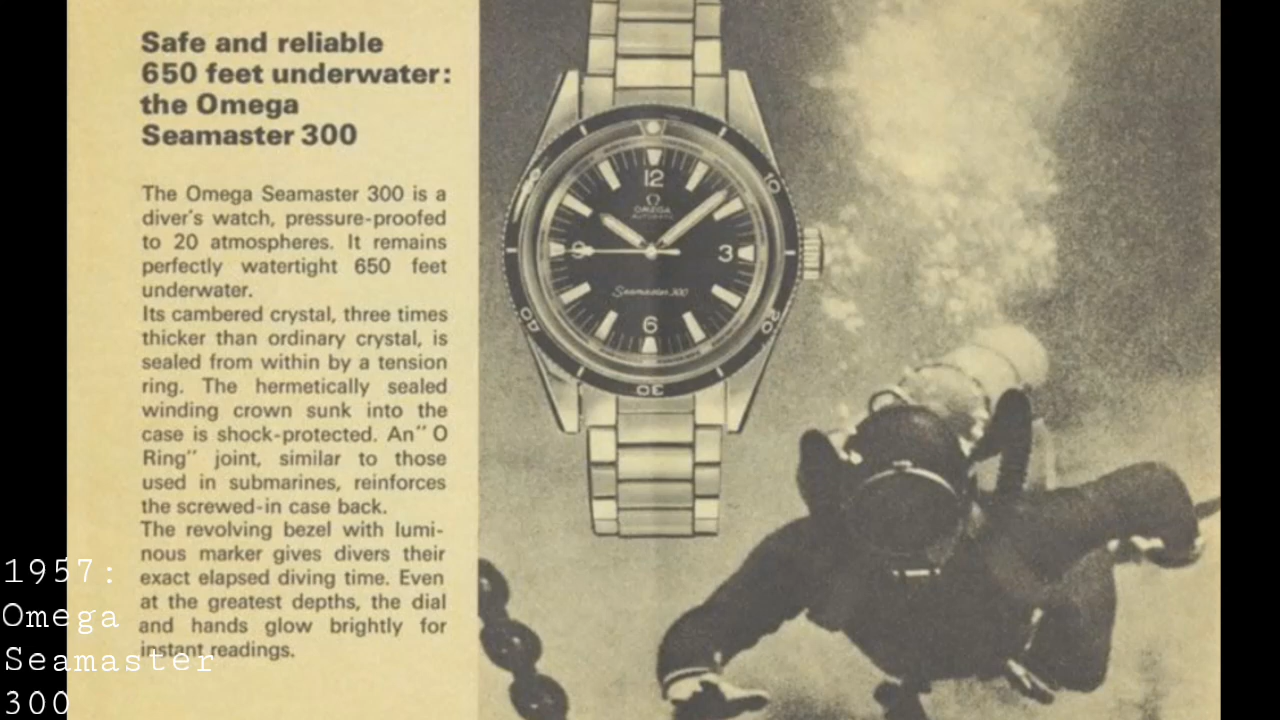 Safe and reliable
650 feet underwater:
the Omega
Seamaster 300
The Omega Seamaster 300 is a
diver's watch, pressure-proofed
to 20 atmospheres. It remains
perfectly watertight 650 feet
underwater.
Its cambered crystal, three times
thicker than ordinary crystal, is
sealed from within by a tension
ring. The hermetically sealed
winding crown sunk into the
case is shock-protected. An" O
Ring" joint, similar to those
used in submarines, reinforces
the screwed-in case back.
The revolving bezel with lumi-
nous marker gives divers their
exact elapsed diving time. Even
at the greatest depths, the dial
and hands glow brightly for
instant readings.
12
OMEGA
AUTOMATIC
9 3
Seamaster 300
6
10
20
30
40
1957:
Omega
Seamaster
300